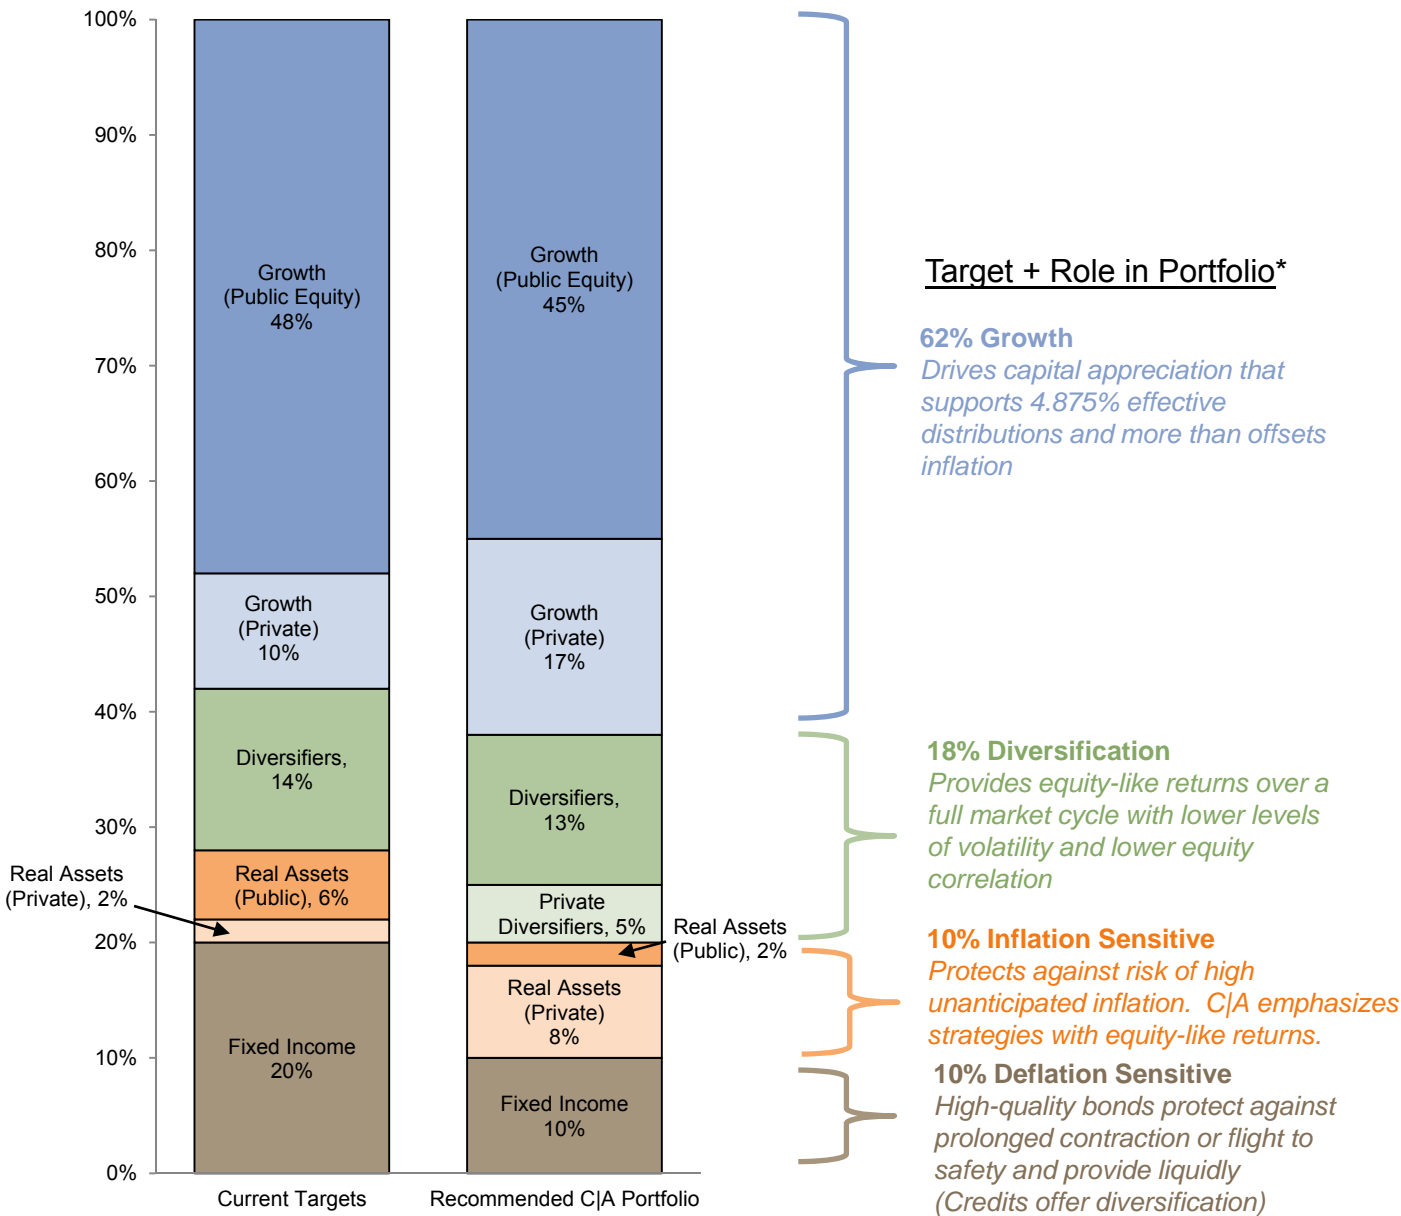 100%
90%
80%
70%
60%
50%
40%
30%
20%
10%
0%
Growth
(Public Equity)
48%
Growth
(Private)
10%
Diversifiers,
14%
Real Assets
(Public), 6%
Real Assets
(Private), 2%
Fixed Income
20%
Current Targets
Growth
(Public Equity)
45%
Growth
(Private)
17%
Diversifiers,
13%
Private
Diversifiers, 5%
Real Assets
(Public), 2%
Real Assets
(Private)
8%
Fixed Income
10%
Recommended C|A Portfolio
Target + Role in Portfolio*
62% Growth
Drives capital appreciation that
supports 4.875% effective
distributions and more than offsets
inflation
18% Diversification
Provides equity-like returns over a
full market cycle with lower levels
of volatility and lower equity
correlation
10% Inflation Sensitive
Protects against risk of high
unanticipated inflation.  C|A emphasizes
strategies with equity-like returns.
10% Deflation Sensitive
High-quality bonds protect against
prolonged contraction or flight to
safety and provide liquidly
(Credits offer diversification)